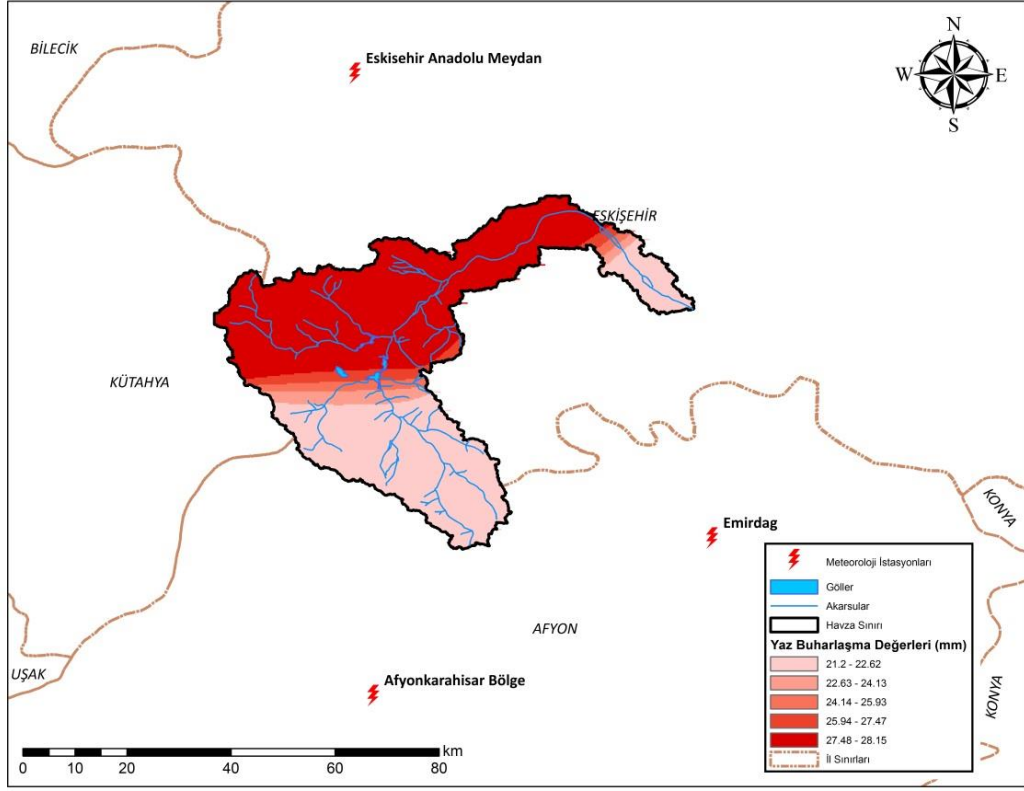 BİLECİK
Eskisehir Anadolu Meydan
N
W
E
S
ESKİŞEHİR
KÜTAHYA
KONYA
Emirdag
AFYON
UŞAK
Afyonkarahisar Bölge
KONYA
Meteoroloji İstasyonları
Göller
Akarsular
Havza Sınırı
Yaz Buharlaşma Değerleri (mm)
21.2 - 22.62
22.63 - 24.13
24.14 - 25.93
25.94 - 27.47
27.48 - 28.15
İl Sınırları
km
0 10 20 40 60 80